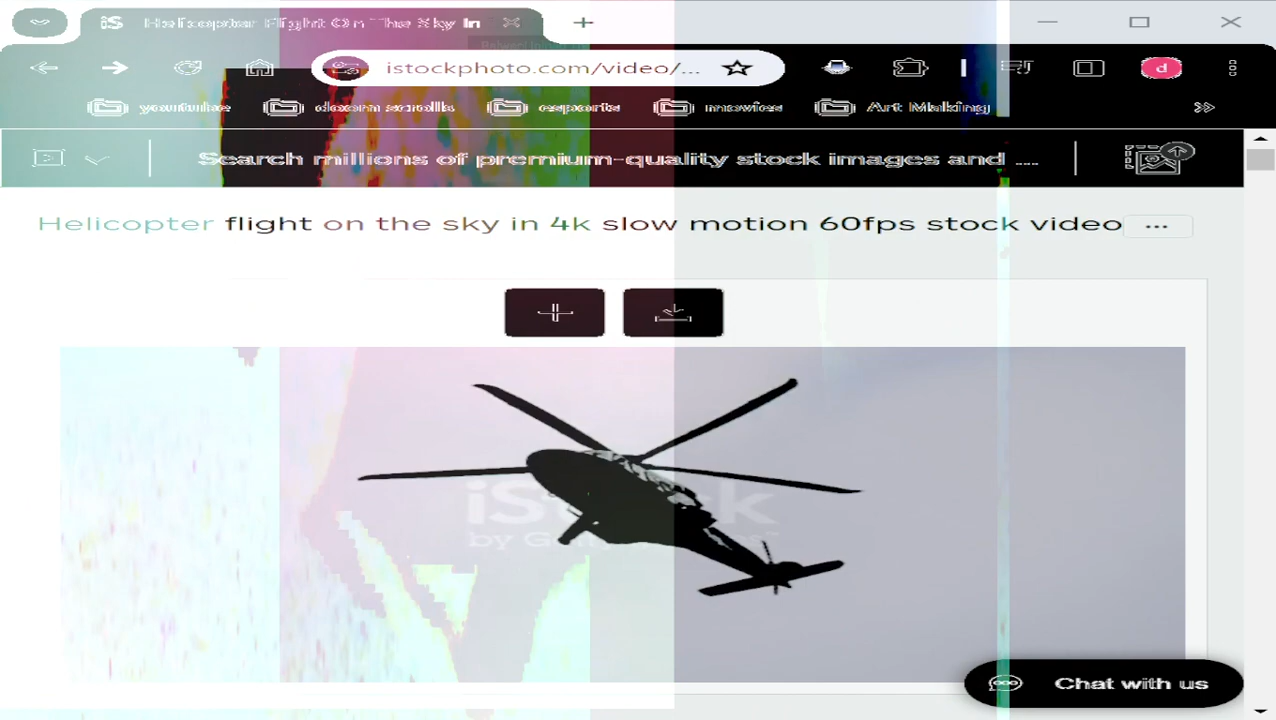 iS Helicopter Flight On The Sky In
istockphoto.com/video/...
d
youtube doom scrolls esports movies Art Making
Search millions of premium-quality stock images and ....
Helicopter flight on the sky in 4k slow motion 60fps stock video
iStock
Chat with us